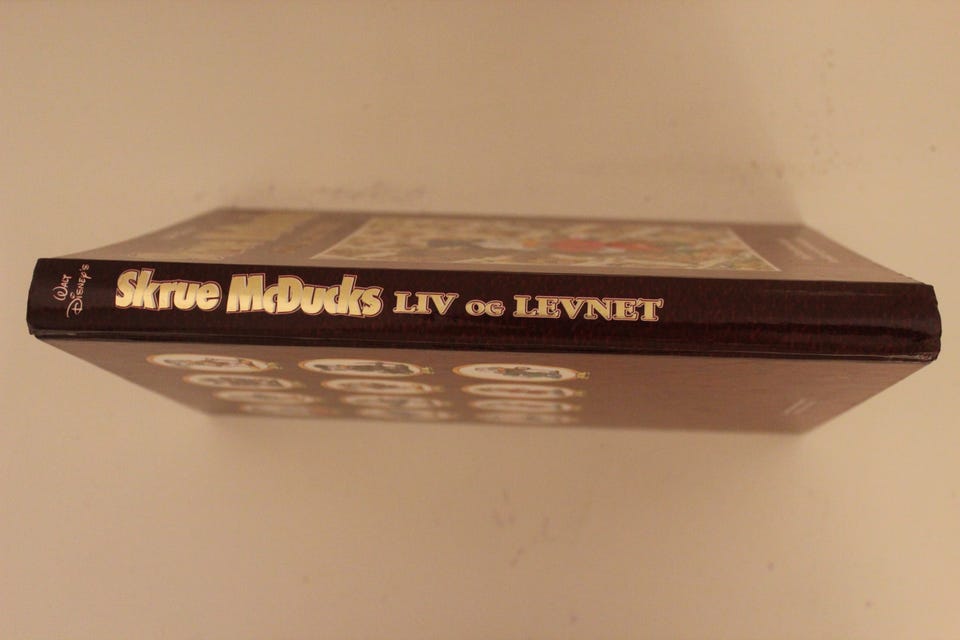 WALT
DISNEY'S
Skrue McDucks LIV OG LEVNET